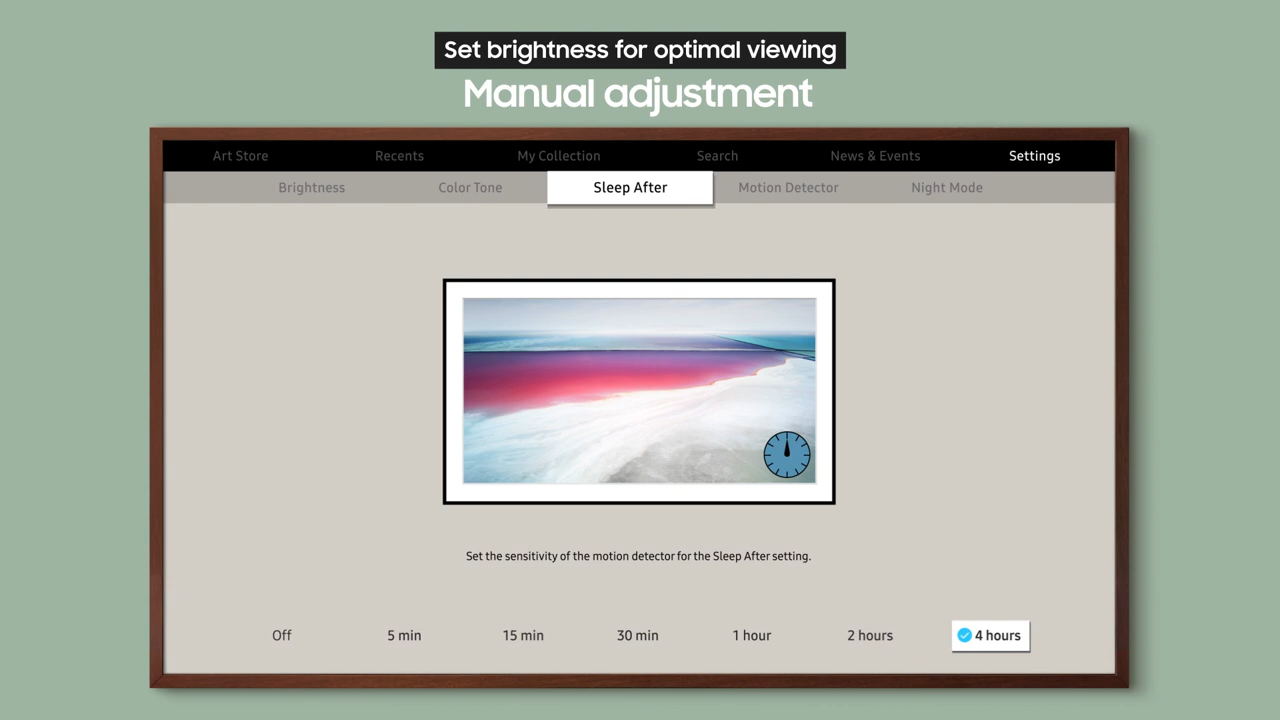 Set brightness for optimal viewing
Manual adjustment
Art Store Recents My Collection Search News & Events Settings
Brightness Color Tone Sleep After Motion Detector Night Mode
Set the sensitivity of the motion detector for the Sleep After setting.
Off 5 min 15 min 30 min 1 hour 2 hours 4 hours